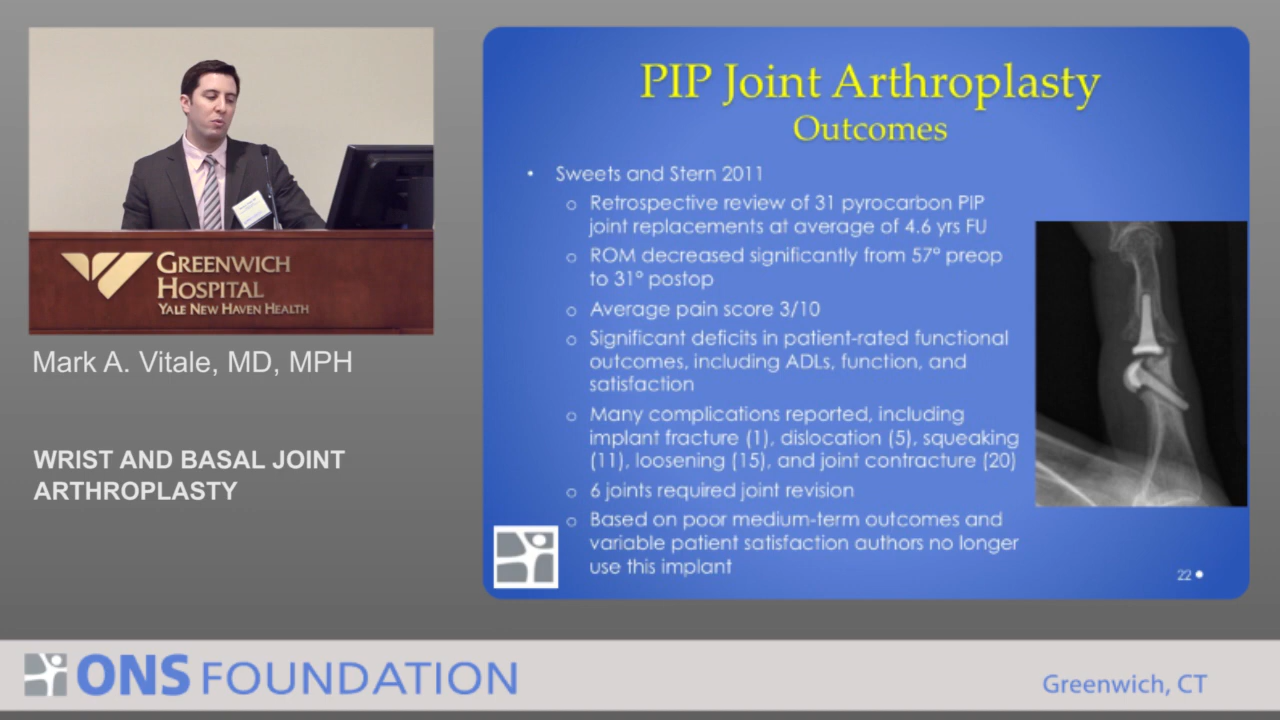 GREENWICH
HOSPITAL
YALE NEW HAVEN HEALTH
Mark A. Vitale, MD, MPH
WRIST AND BASAL JOINT
ARTHROPLASTY
PIP Joint Arthroplasty
Outcomes
• Sweets and Stern 2011
o Retrospective review of 31 pyrocarbon PIP
joint replacements at average of 4.6 yrs FU
o ROM decreased significantly from 57° preop
to 31° postop
o Average pain score 3/10
o Significant deficits in patient-rated functional
outcomes, including ADLs, function, and
satisfaction
o Many complications reported, including
implant fracture (1), dislocation (5), squeaking
(11), loosening (15), and joint contracture (20)
o 6 joints required joint revision
o Based on poor medium-term outcomes and
variable patient satisfaction authors no longer
use this implant
22
ONS FOUNDATION
Greenwich, CT